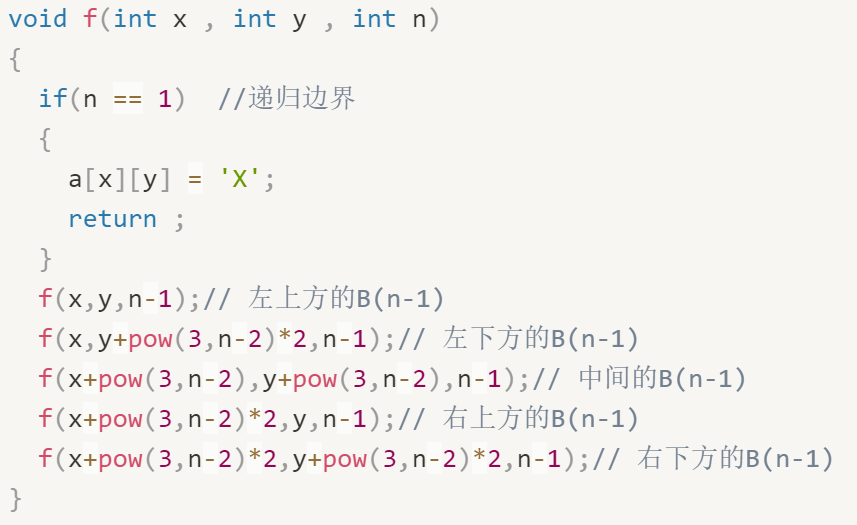 void f(int x , int y , int n)
{
  if(n == 1)  //递归边界
  {
    a[x][y] = 'X';
    return ;
  }
  f(x,y,n-1);// 左上方的B(n-1)
  f(x,y+pow(3,n-2)*2,n-1);// 左下方的B(n-1)
  f(x+pow(3,n-2),y+pow(3,n-2),n-1);// 中间的B(n-1)
  f(x+pow(3,n-2)*2,y,n-1);// 右上方的B(n-1)
  f(x+pow(3,n-2)*2,y+pow(3,n-2)*2,n-1);// 右下方的B(n-1)
}